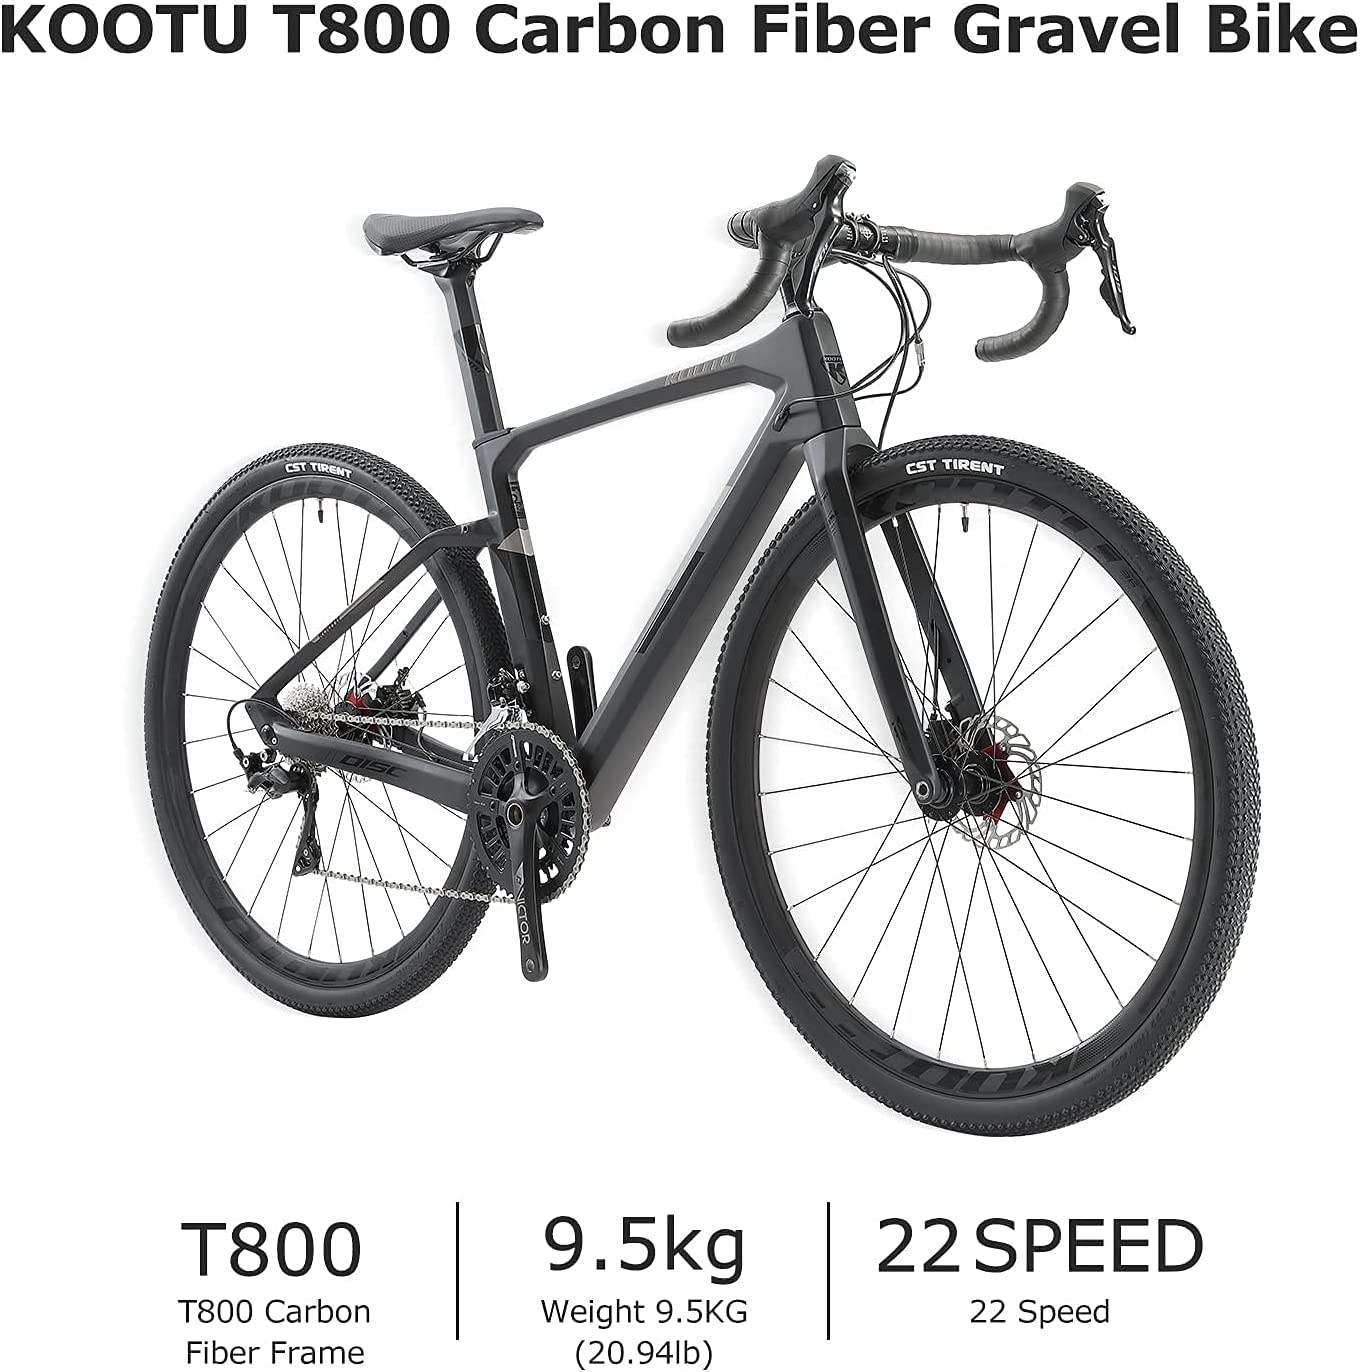 KOOTU T800 Carbon Fiber Gravel Bike
KOOTU
CST TIRENT
CST TIRENT
DISC
VICTOR
T800
T800 Carbon
Fiber Frame
9.5kg
Weight 9.5KG
(20.94lb)
22 SPEED
22 Speed